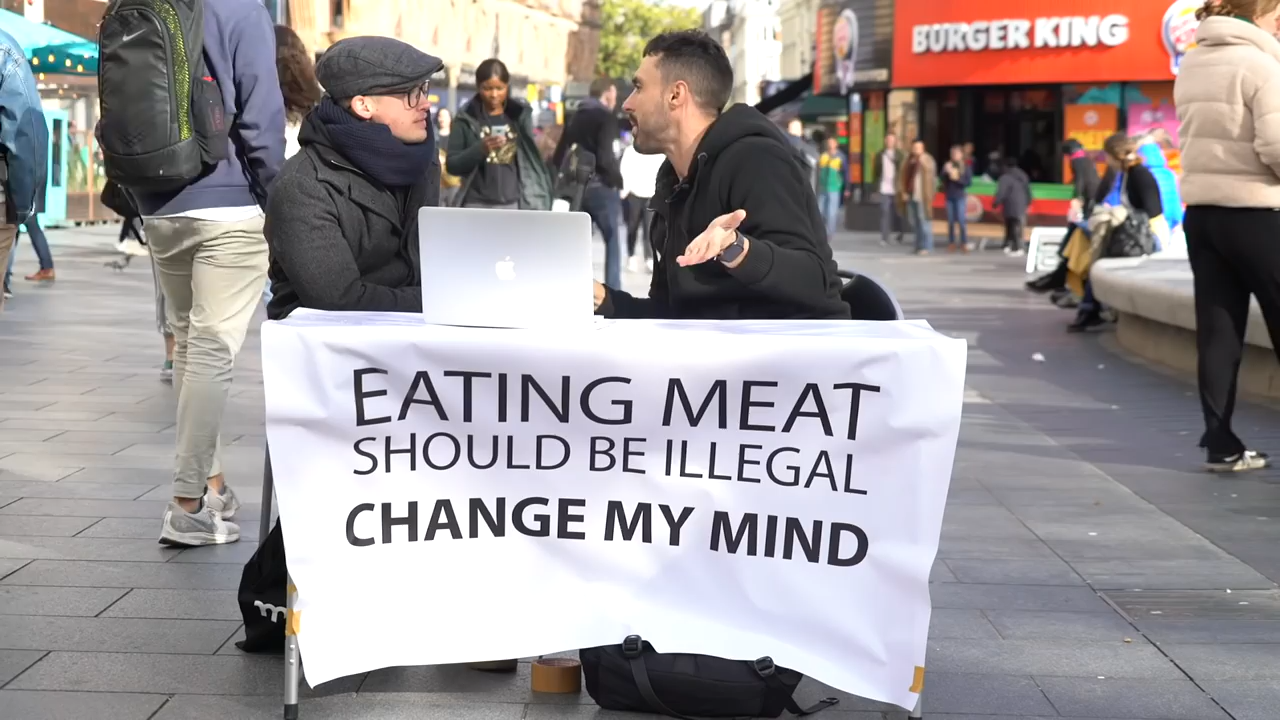 BURGER KING
EATING MEAT
SHOULD BE ILLEGAL
CHANGE MY MIND
m